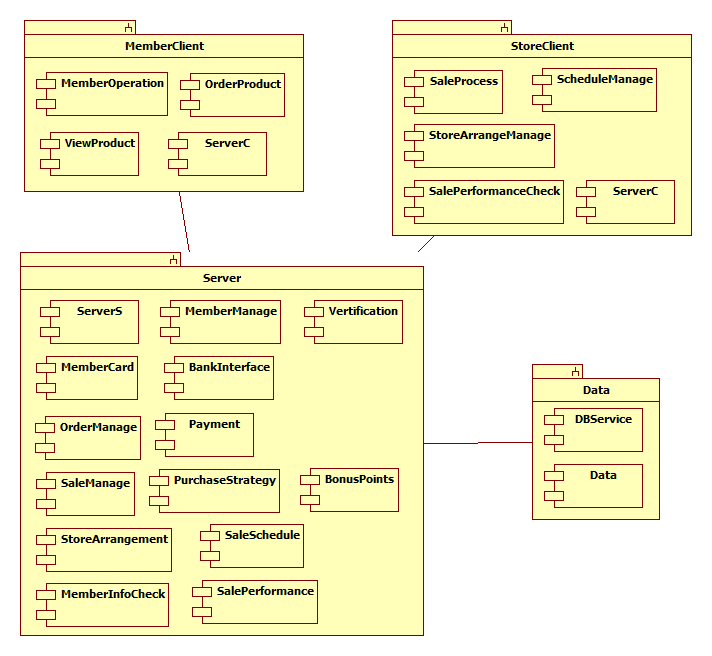 MemberClient
MemberOperation
OrderProduct
ViewProduct
ServerC
StoreClient
SaleProcess
ScheduleManage
StoreArrangeManage
SalePerformanceCheck
ServerC
Server
ServerS
MemberManage
Vertification
MemberCard
BankInterface
OrderManage
Payment
SaleManage
PurchaseStrategy
BonusPoints
StoreArrangement
SaleSchedule
MemberInfoCheck
SalePerformance
Data
DBService
Data